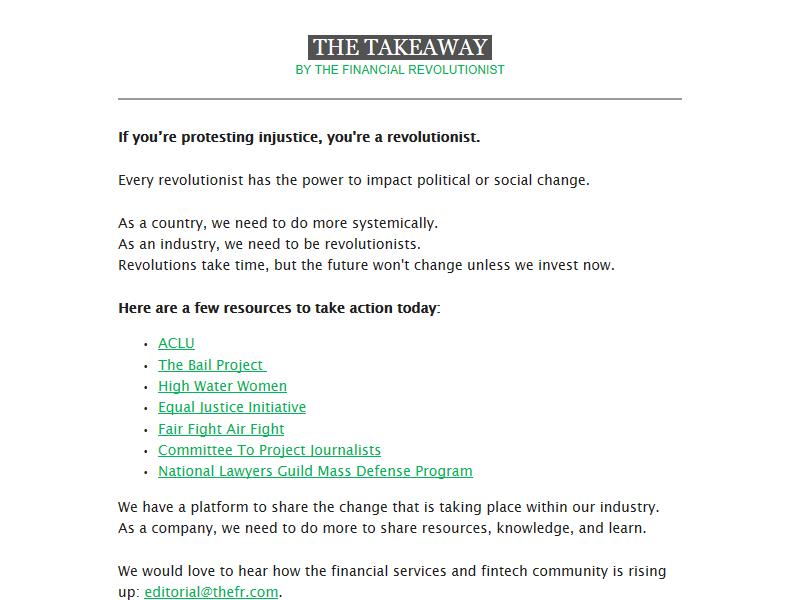 THE TAKEAWAY
BY THE FINANCIAL REVOLUTIONIST
If you’re protesting injustice, you're a revolutionist.
Every revolutionist has the power to impact political or social change.
As a country, we need to do more systemically.
As an industry, we need to be revolutionists.
Revolutions take time, but the future won't change unless we invest now.
Here are a few resources to take action today:
• ACLU
• The Bail Project
• High Water Women
• Equal Justice Initiative
• Fair Fight Air Fight
• Committee To Project Journalists
• National Lawyers Guild Mass Defense Program
We have a platform to share the change that is taking place within our industry.
As a company, we need to do more to share resources, knowledge, and learn.
We would love to hear how the financial services and fintech community is rising
up: editorial@thefr.com.